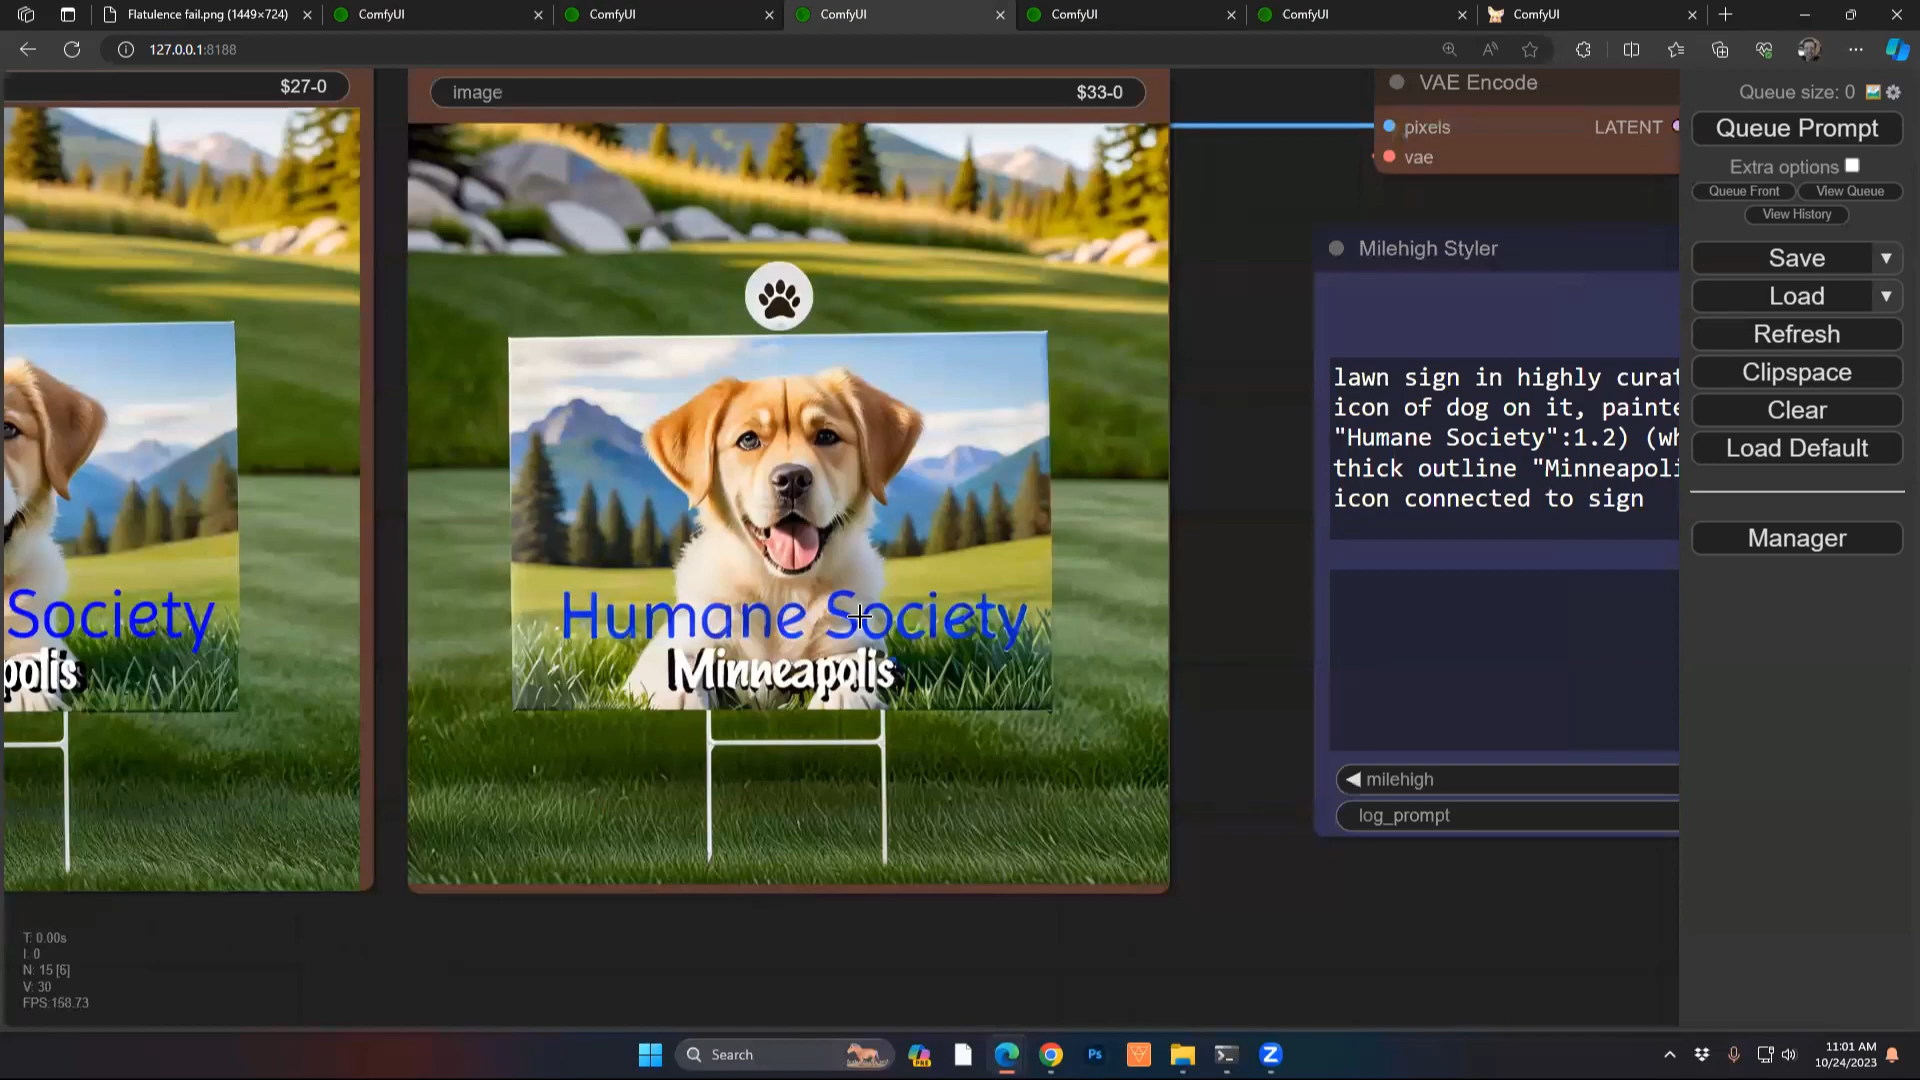 Flatulence fail.png (1449×724)
ComfyUI
ComfyUI
ComfyUI
ComfyUI
ComfyUI
ComfyUI
127.0.0.1:8188
$27-0
Society
polis
image
$33-0
Humane Society
Minneapolis
VAE Encode
pixels
LATENT
vae
Milehigh Styler
lawn sign in highly curat
icon of dog on it, painte
"Humane Society":1.2) (wh
thick outline "Minneapoli
icon connected to sign
milehigh
log_prompt
Queue size: 0
Queue Prompt
Extra options
Queue Front
View Queue
View History
Save
Load
Refresh
Clipspace
Clear
Load Default
Manager
T: 0.00s
I: 0
N: 15 [6]
V: 30
FPS:158.73
Search
PRE
Ps
Z
11:01 AM
10/24/2023